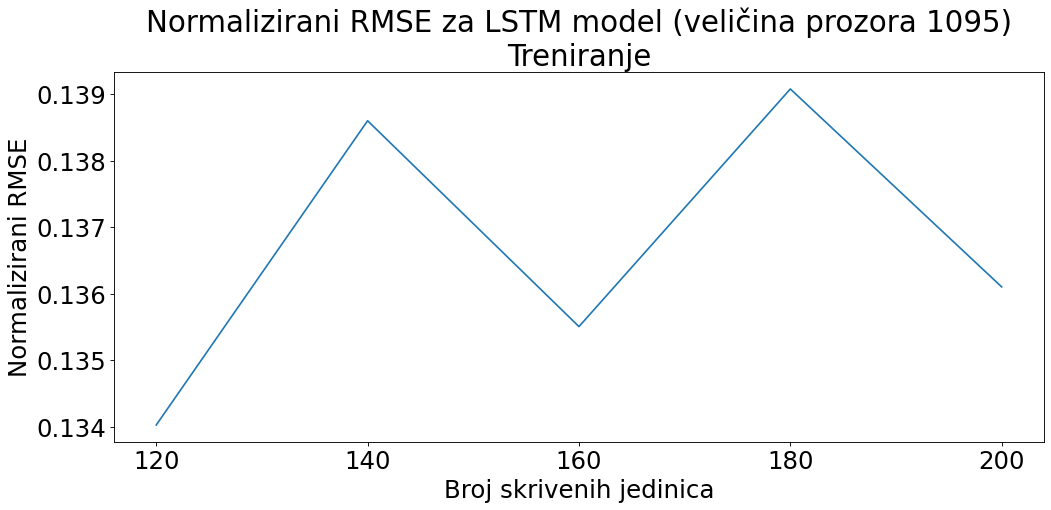 Normalizirani RMSE za LSTM model (veličina prozora 1095)
Treniranje
Normalizirani RMSE
0.139
0.138
0.137
0.136
0.135
0.134
120 140 160 180 200
Broj skrivenih jedinica